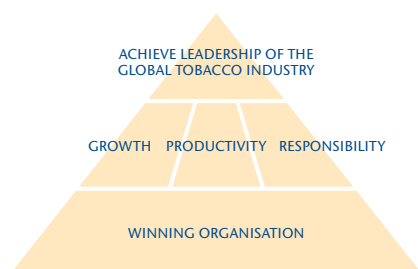 ACHIEVE LEADERSHIP OF THE
GLOBAL TOBACCO INDUSTRY
GROWTH PRODUCTIVITY RESPONSIBILITY
WINNING ORGANISATION